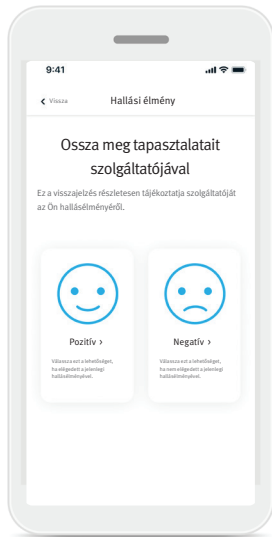 9:41
Vissza
Hallási élmény
Ossza meg tapasztalatait
szolgáltatójával
Ez a visszajelzés részletesen tájékoztatja szolgáltatóját
az Ön hallásélményéről.
Pozitív ›
Negatív ›
Válassza ezt a lehetőséget,
ha elégedett a jelenlegi
hallásélményével.
Válassza ezt a lehetőséget,
ha nem elégedett a jelenlegi
hallásélményével.